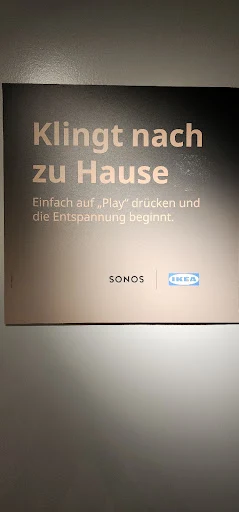 Klingt nach
zu Hause
Einfach auf „Play“ drücken und
die Entspannung beginnt.
SONOS
IKEA